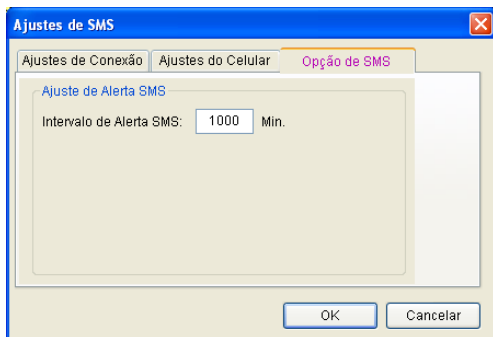 Ajustes de SMS
Ajustes de Conexão Ajustes do Celular Opção de SMS
Ajuste de Alerta SMS
Intervalo de Alerta SMS: 1000 Min.
OK Cancelar